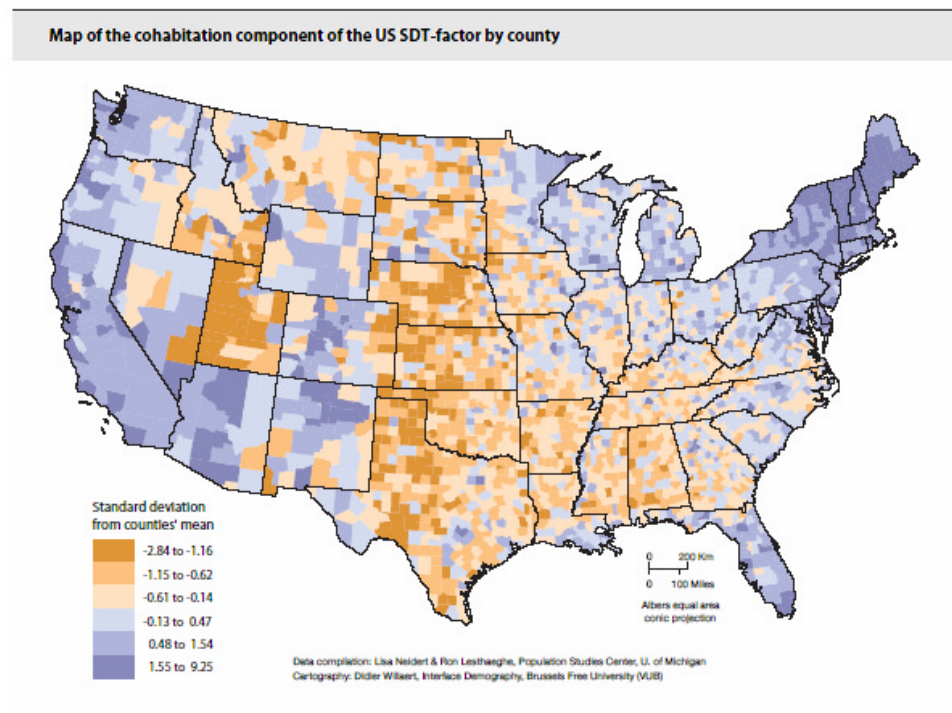 Map of the cohabitation component of the US SDT-factor by county
Standard deviation
from counties' mean
-2.84 to -1.16
-1.15 to -0.62
-0.61 to -0.14
-0.13 to 0.47
0.48 to 1.54
1.55 to 9.25
0 200 Km
0 100 Miles
Albers equal area
conic projection
Data compilation: Lisa Neidert & Ron Lesthaeghe, Population Studies Center, U. of Michigan
Cartography: Didier Willaert, Interface Demography, Brussels Free University (VUB)